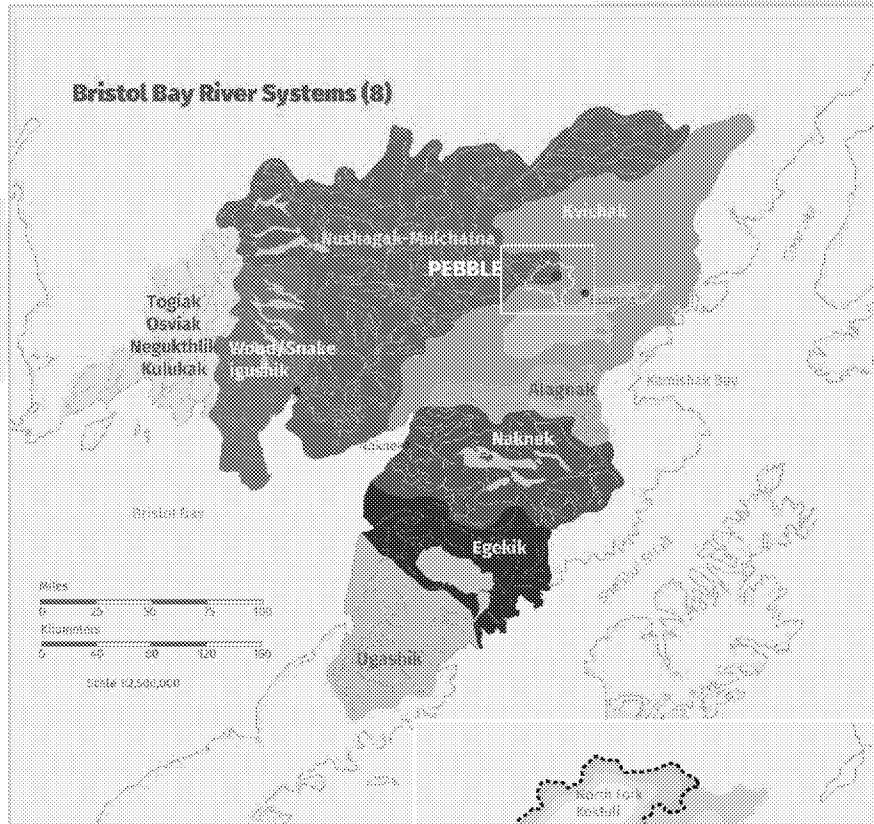 Bristol Bay River Systems (8)
Kvichak
Nushagak-Mulchatna
PEBBLE
Togiak
Osviak
Negukthlik
Kulukak
Wood/Snake
Igushik
Alagnak
Kamishak Bay
Naknek
Naknek
Bristol Bay
Egekik
Miles
0 25 50 75 100
Kilometers
0 40 80 120 160
Scale 1:2,500,000
Ugashik
North Fork
Koktuli